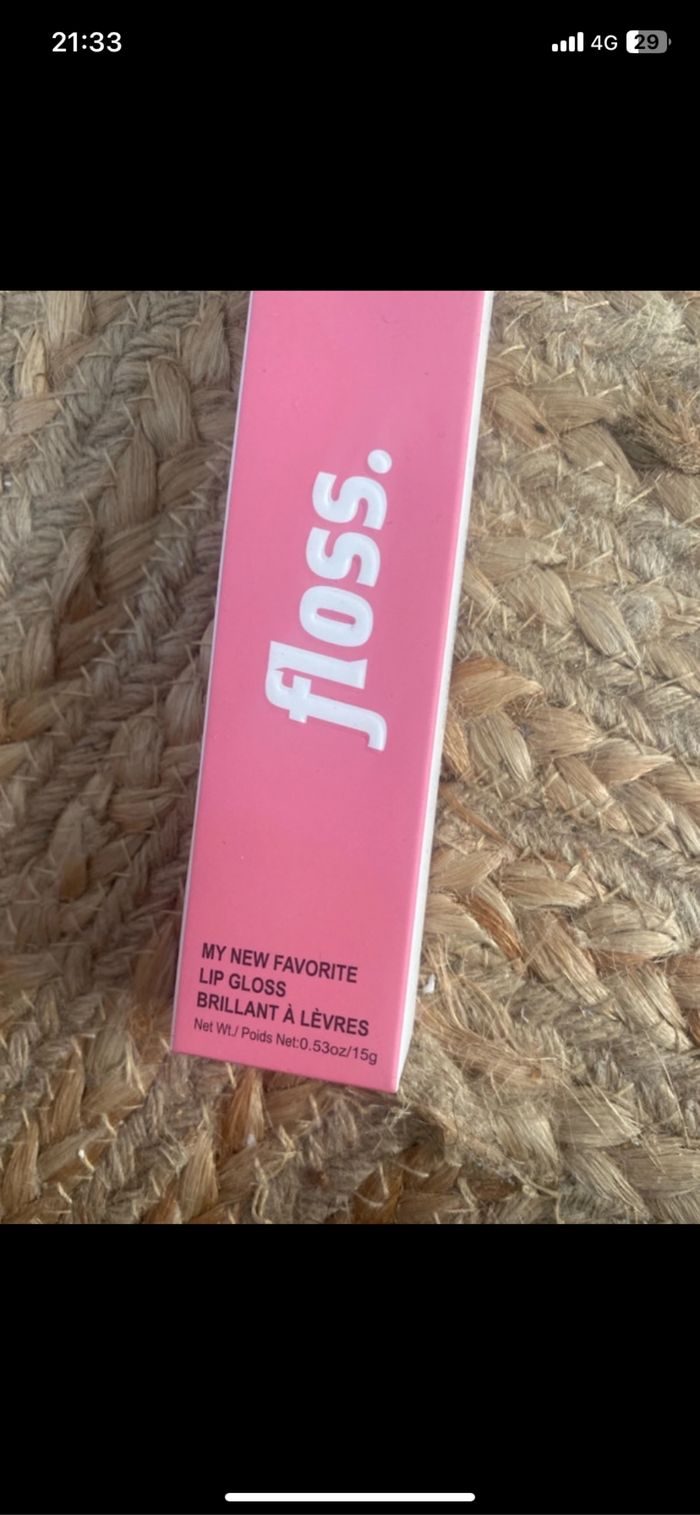 21:33
4G
29
floss.
MY NEW FAVORITE
LIP GLOSS
BRILLANT À LÈVRES
Net Wt./ Poids Net:0.53oz/15g